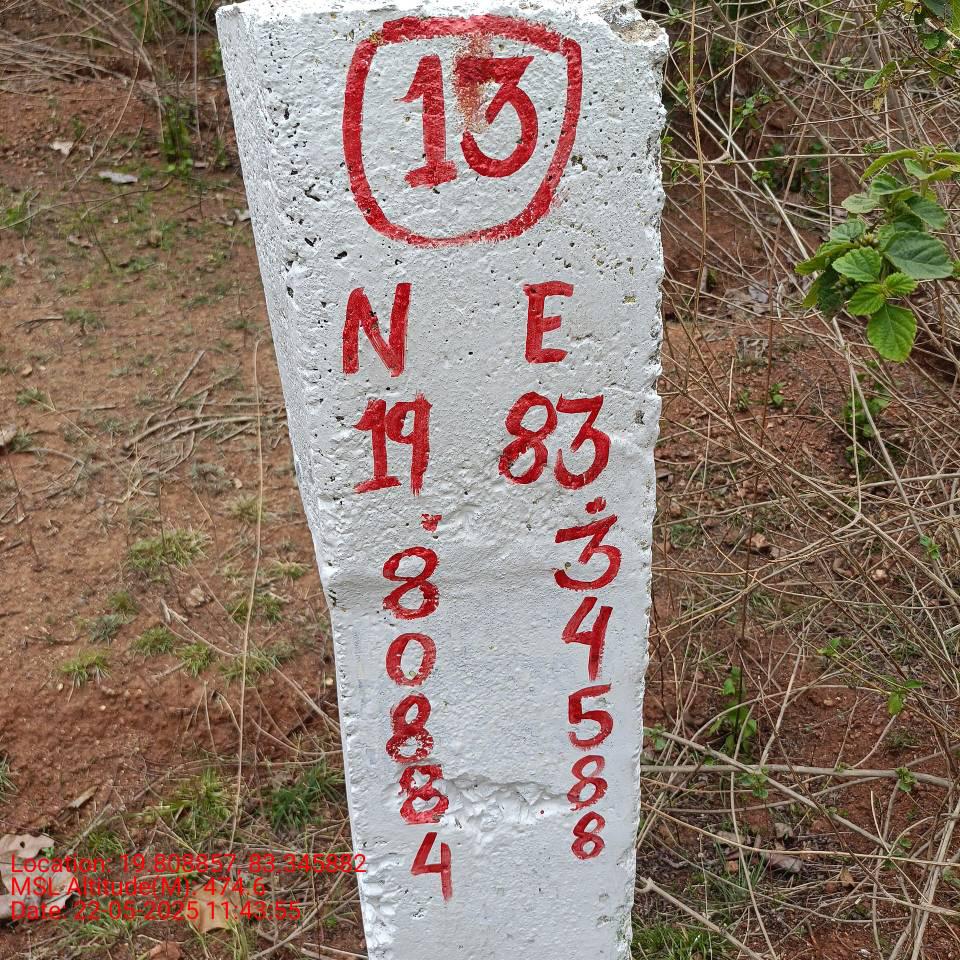 13
N E
19 83
. .
8 3
0 4
8 5
8 8
4 8
Location: 19.808857, 83.345882
MSL Altitude(M): 474.6
Date: 22-05-2025 11:43:55